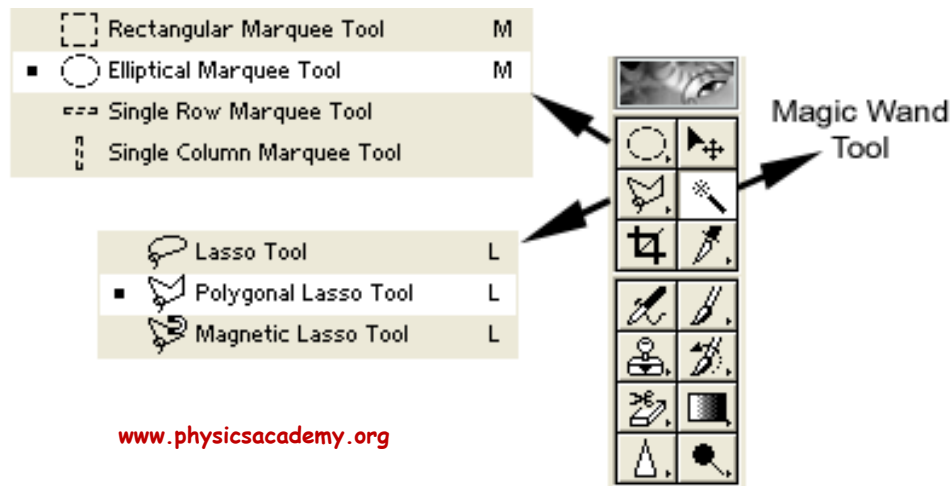 Rectangular Marquee Tool M
Elliptical Marquee Tool M
Single Row Marquee Tool
Single Column Marquee Tool
Magic Wand
Tool
Lasso Tool L
Polygonal Lasso Tool L
Magnetic Lasso Tool L
www.physicsacademy.org